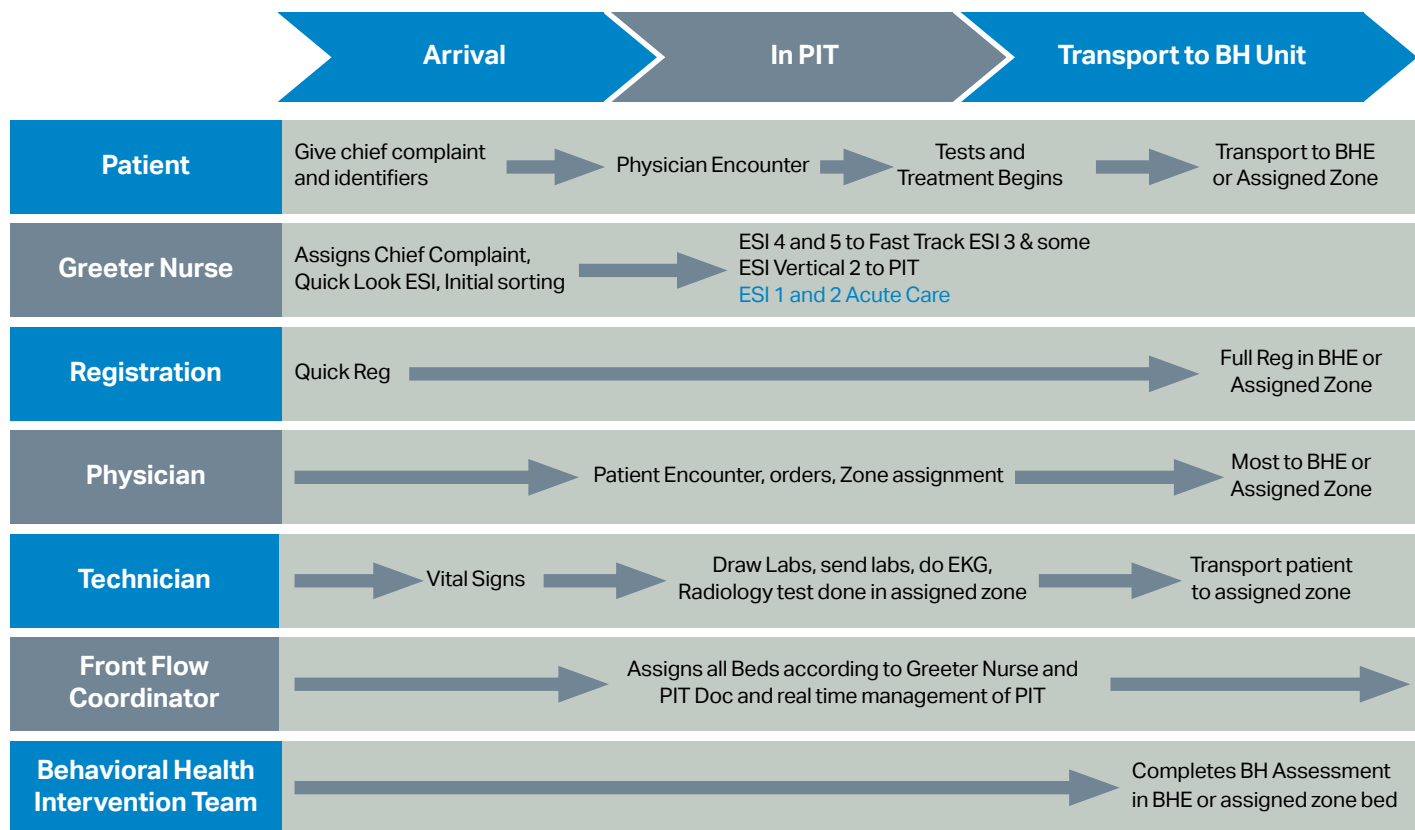 Arrival
In PIT
Transport to BH Unit
Patient
Give chief complaint
and identifiers
Physician Encounter
Tests and
Treatment Begins
Transport to BHE
or Assigned Zone
Greeter Nurse
Assigns Chief Complaint,
Quick Look ESI, Initial sorting
ESI 4 and 5 to Fast Track ESI 3 & some
ESI Vertical 2 to PIT
ESI 1 and 2 Acute Care
Registration
Quick Reg
Full Reg in BHE or
Assigned Zone
Physician
Patient Encounter, orders, Zone assignment
Most to BHE or
Assigned Zone
Technician
Vital Signs
Draw Labs, send labs, do EKG,
Radiology test done in assigned zone
Transport patient
to assigned zone
Front Flow
Coordinator
Assigns all Beds according to Greeter Nurse and
PIT Doc and real time management of PIT
Behavioral Health
Intervention Team
Completes BH Assessment
in BHE or assigned zone bed